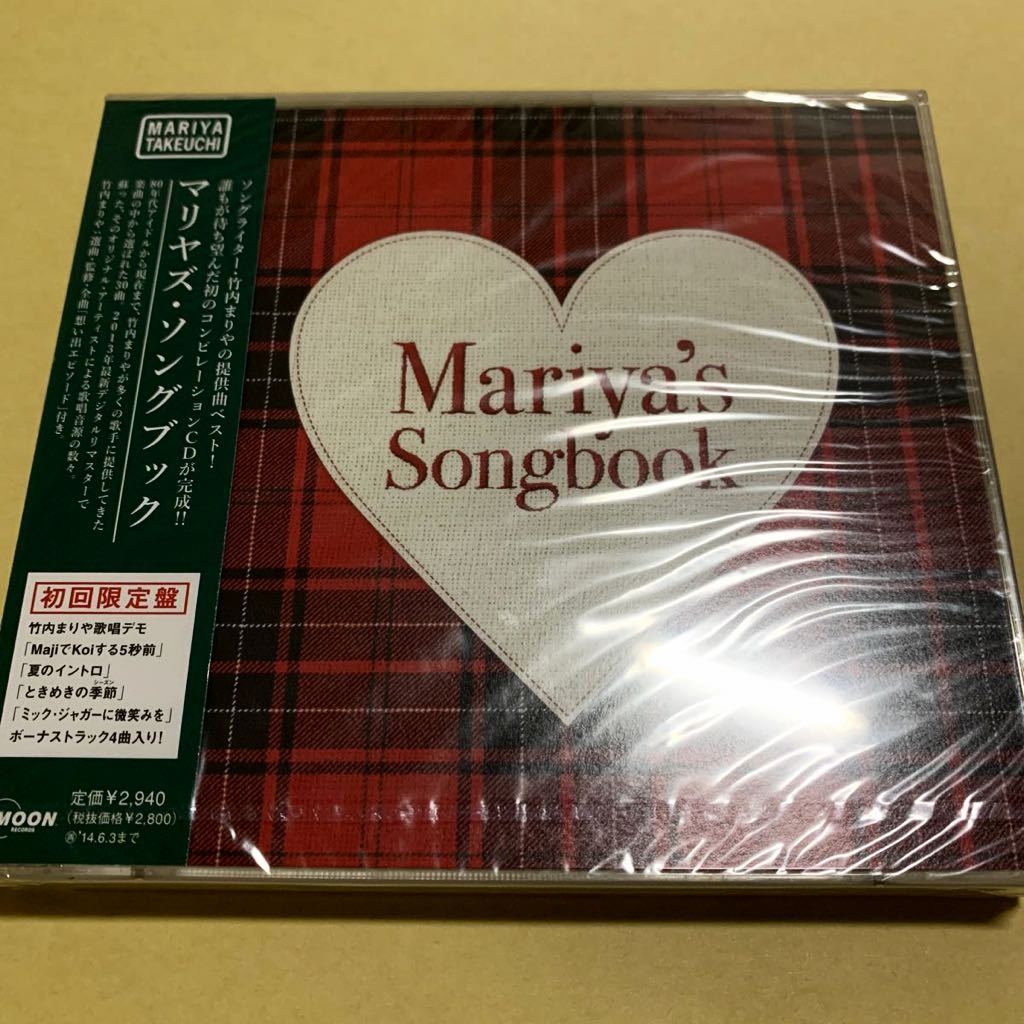 MARIYA
TAKEUCHI
ソングライター・竹内まりやの提供曲ベスト!
誰もが待ち望んだ初のコンピレーションCDが完成!!
マリヤズ・ソングブック
80年代アイドルから現在まで、竹内まりやが多くの歌手に提供してきた
楽曲の中から選ばれた30曲 2013年最新デジタルリマスターで
蘇った、そのオリジナル・アーティストによる歌唱音源の数々。
竹内まりや選曲・監修・全曲「想い出エピソード」付き。
初回限定盤
竹内まりや歌唱デモ
「MajiでKoiする5秒前」
「夏のイントロ」
シーズン
「ときめきの季節」
「ミック・ジャガーに微笑みを」
ボーナストラック4曲入り!
定価¥2,940
(税抜価格¥2,800)
再'14.6.3まで
MOON
RECORDS
Mariya's
Songbook